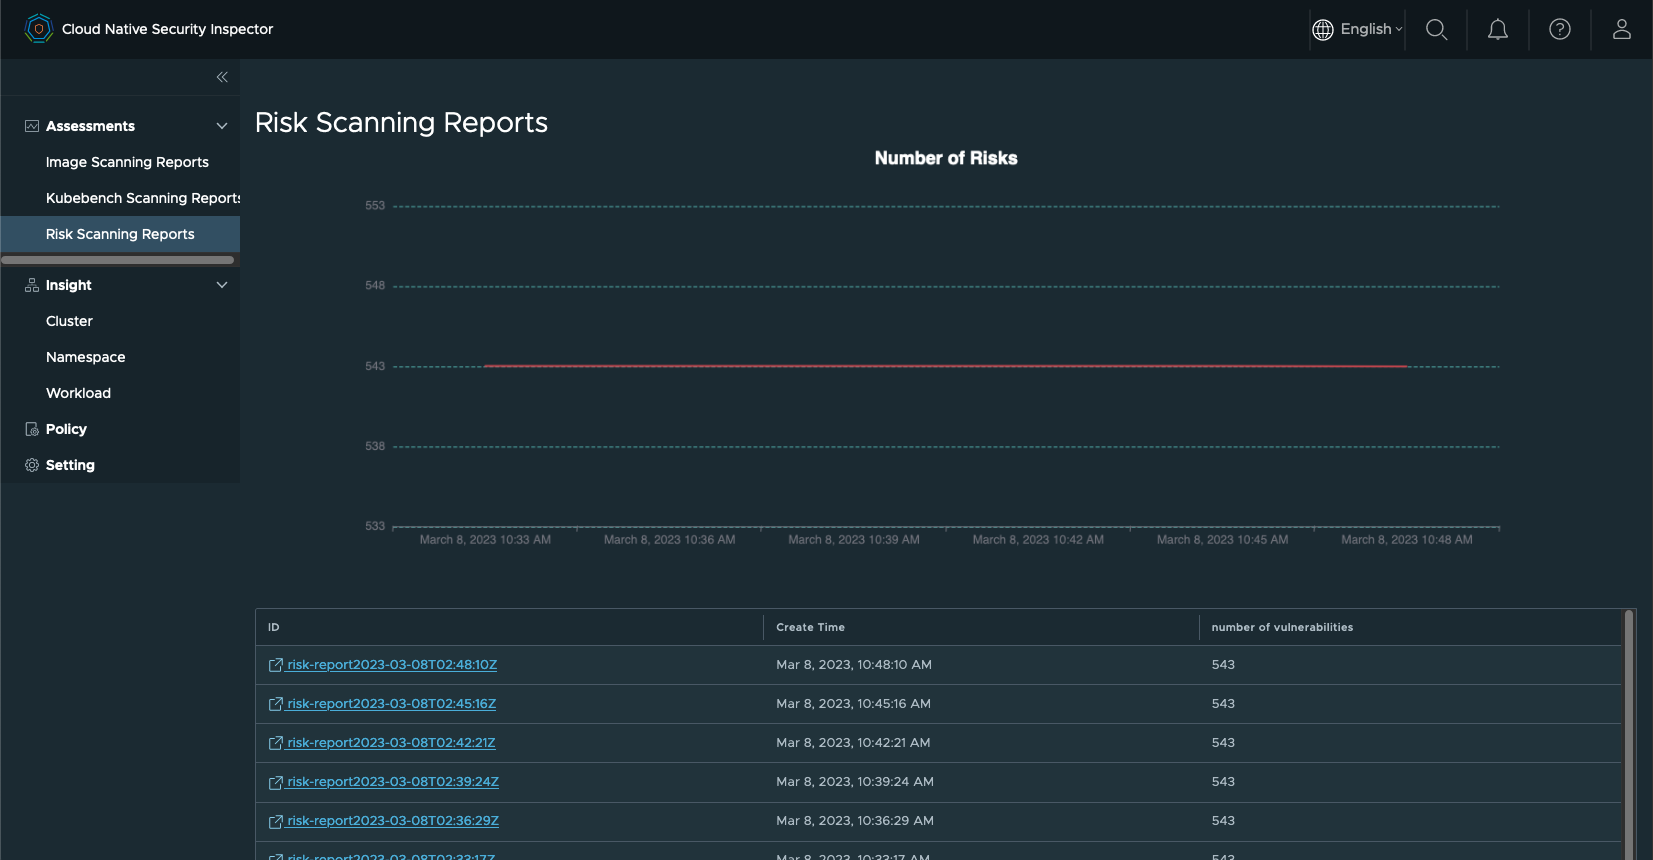 Cloud Native Security Inspector
English
Assessments
Image Scanning Reports
Kubebench Scanning Reports
Risk Scanning Reports
Insight
Cluster
Namespace
Workload
Policy
Setting
Risk Scanning Reports
Number of Risks
553
548
543
538
533
March 8, 2023 10:33 AM March 8, 2023 10:36 AM March 8, 2023 10:39 AM March 8, 2023 10:42 AM March 8, 2023 10:45 AM March 8, 2023 10:48 AM
ID Create Time number of vulnerabilities
risk-report2023-03-08T02:48:10Z Mar 8, 2023, 10:48:10 AM 543
risk-report2023-03-08T02:45:16Z Mar 8, 2023, 10:45:16 AM 543
risk-report2023-03-08T02:42:21Z Mar 8, 2023, 10:42:21 AM 543
risk-report2023-03-08T02:39:24Z Mar 8, 2023, 10:39:24 AM 543
risk-report2023-03-08T02:36:29Z Mar 8, 2023, 10:36:29 AM 543
risk-report2023-03-08T02:33:17Z Mar 8, 2023, 10:33:17 AM 543